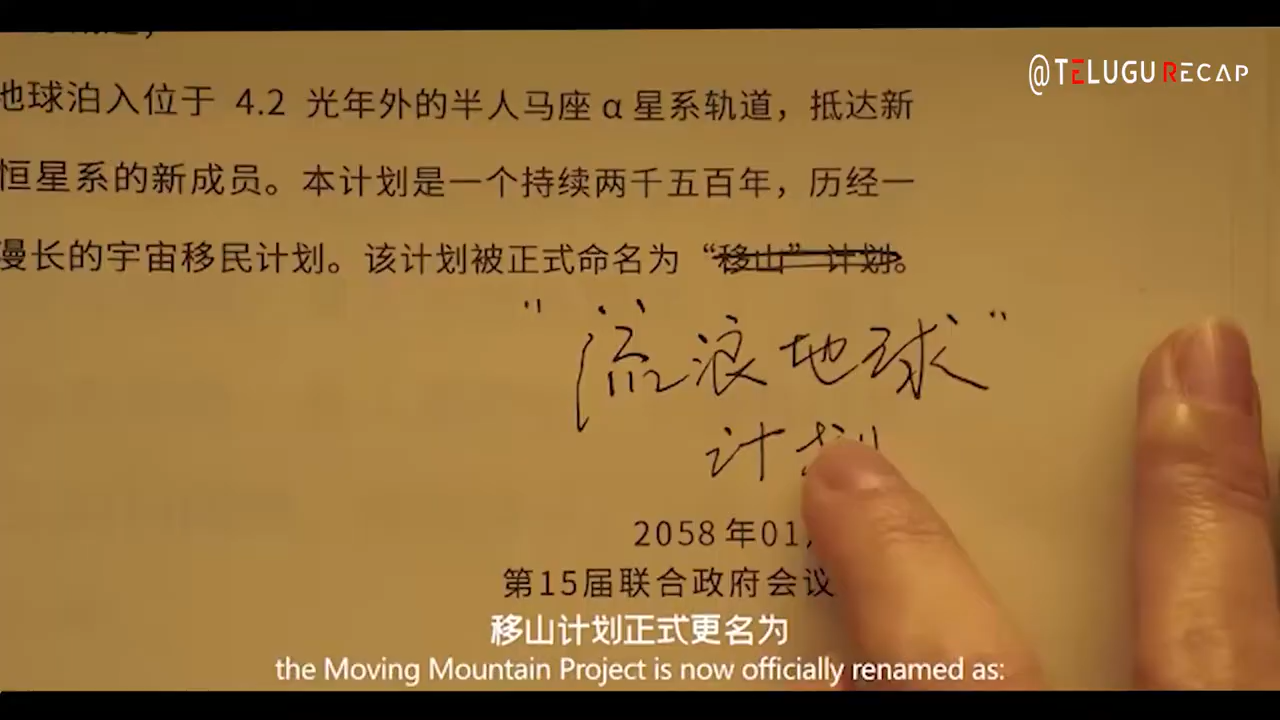 @TELUGU RECAP
地球泊入位于 4.2 光年外的半人马座 α 星系轨道，抵达新
恒星系的新成员。本计划是一个持续两千五百年，历经一
漫长的宇宙移民计划。该计划被正式命名为“移山”计划。
"流浪地球"
计划
2058 年01
第15届联合政府会议
移山计划正式更名为
the Moving Mountain Project is now officially renamed as: